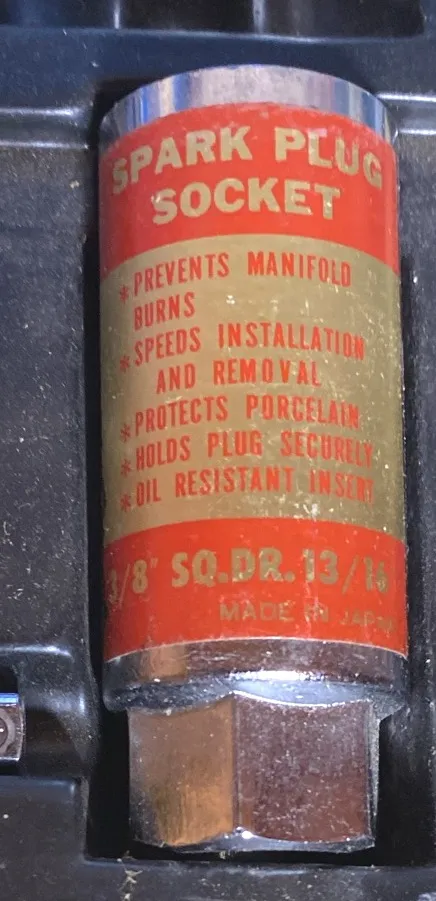 SPARK PLUG
SOCKET
*PREVENTS MANIFOLD
BURNS
*SPEEDS INSTALLATION
AND REMOVAL
*PROTECTS PORCELAIN
*HOLDS PLUG SECURELY
*OIL RESISTANT INSERT
3/8" SQ.DR. 13/16
MADE IN JAPAN